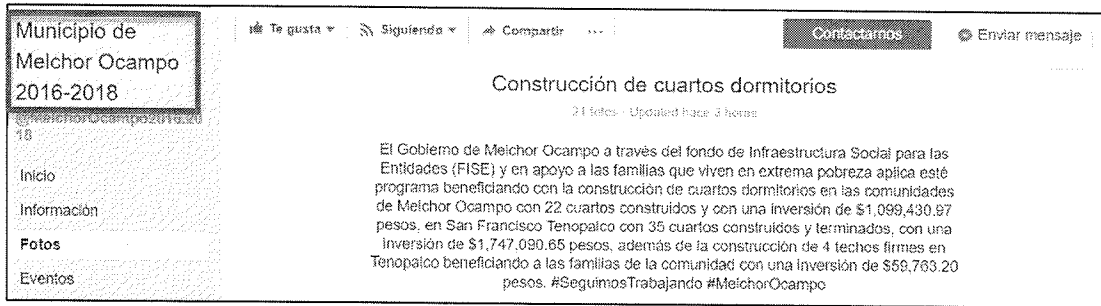 Municipio de
Melchor Ocampo
2016-2018
@MelchorOcampo2016.20
18
Inicio
Información
Fotos
Eventos
Te gusta
Siguiendo
Compartir
...
Contactarnos
Enviar mensaje
Construcción de cuartos dormitorios
21 fotos · Updated hace 3 horas
El Gobierno de Melchor Ocampo a través del fondo de Infraestructura Social para las
Entidades (FISE) y en apoyo a las familias que viven en extrema pobreza aplica esté
programa beneficiando con la construcción de cuartos dormitorios en las comunidades
de Melchor Ocampo con 22 cuartos construidos y con una inversión de $1,099,430.97
pesos, en San Francisco Tenopalco con 35 cuartos construidos y terminados, con una
inversión de $1,747,090.65 pesos, además de la construcción de 4 techos firmes en
Tenopalco beneficiando a las familias de la comunidad con una inversión de $59,763.20
pesos. #SeguimosTrabajando #MelchorOcampo